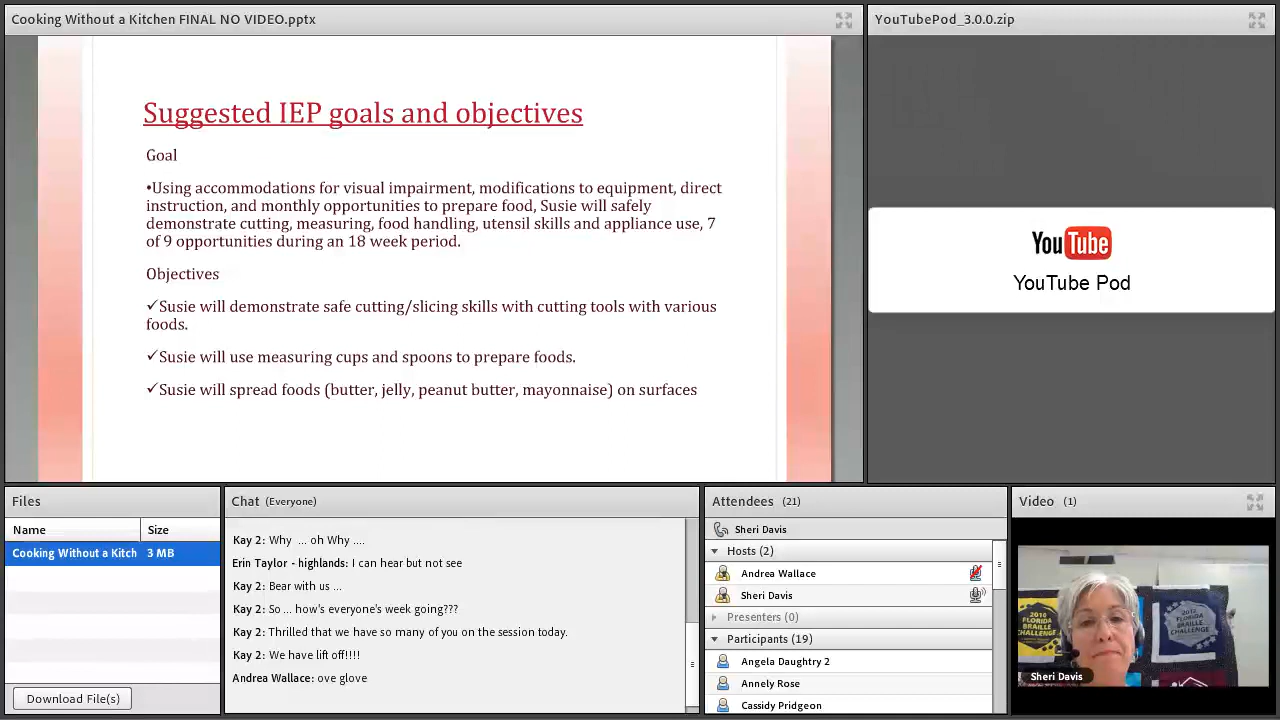 Cooking Without a Kitchen FINAL NO VIDEO.pptx
Suggested IEP goals and objectives
Goal
•Using accommodations for visual impairment, modifications to equipment, direct
instruction, and monthly opportunities to prepare food, Susie will safely
demonstrate cutting, measuring, food handling, utensil skills and appliance use, 7
of 9 opportunities during an 18 week period.
Objectives
✓Susie will demonstrate safe cutting/slicing skills with cutting tools with various
foods.
✓Susie will use measuring cups and spoons to prepare foods.
✓Susie will spread foods (butter, jelly, peanut butter, mayonnaise) on surfaces
YouTubePod_3.0.0.zip
YouTube
YouTube Pod
Files
Name Size
Cooking Without a Kitch 3 MB
Download File(s)
Chat (Everyone)
Kay 2: Why ... oh Why ....
Erin Taylor - highlands: I can hear but not see
Kay 2: Bear with us ...
Kay 2: So ... how's everyone's week going???
Kay 2: Thrilled that we have so many of you on the session today.
Kay 2: We have lift off!!!!
Andrea Wallace: ove glove
Attendees (21)
Sheri Davis
Hosts (2)
Andrea Wallace
Sheri Davis
Presenters (0)
Participants (19)
Angela Daughtry 2
Annely Rose
Cassidy Pridgeon
Video (1)
2016
FLORIDA
BRAILLE
CHALLENGE
Sheri Davis